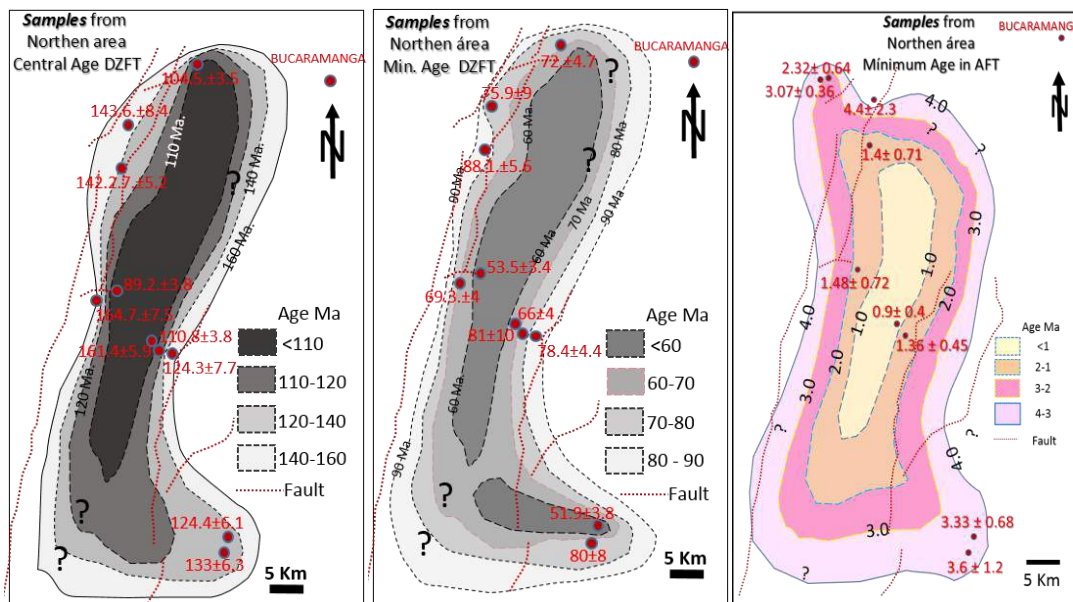 Samples from
Northen area
Central Age DZFT
BUCARAMANGA
N
104.5.±3.5
143.6.±8.4
110 Ma.
142.2.7.±5.2
?
140 Ma.
160 Ma.
89.2.±3.8
164.7.±7.5
110.8±3.8
161.4±5.9
124.3±7.7
120 Ma.
Age Ma
<110
110-120
120-140
140-160
Fault
?
124.4±6.1
?
133±6.3
5 Km
Samples from
Northen área
Min. Age DZFT
BUCARAMANGA
N
72.±4.7
?
75.9±9
60 Ma.
80 Ma
88.1.±5.6
?
90 Ma
70 Ma
90 Ma
60 Ma
53.5±3.4
69.3.±4
66±4
81±10
78.4±4.4
60 Ma.
Age Ma
<60
60-70
70-80
80 - 90
Fault
90 Ma
?
51.9±3.8
?
80±8
5 Km
Samples from
Northen área
Mínimum Age in AFT
BUCARAMANGA
N
2.32± 0.64
3.07± 0.36
4.4±2.3
4.0
?
?
1.4± 0.71
3.0
1.48± 0.72
1.0
2.0
4.0
1.0
0.9± 0.4
1.36 ± 0.45
2.0
3.0
Age Ma
<1
2-1
3-2
4-3
Fault
?
?
4.0
3.0
3.33 ± 0.68
3.6 ± 1.2
?
5 Km